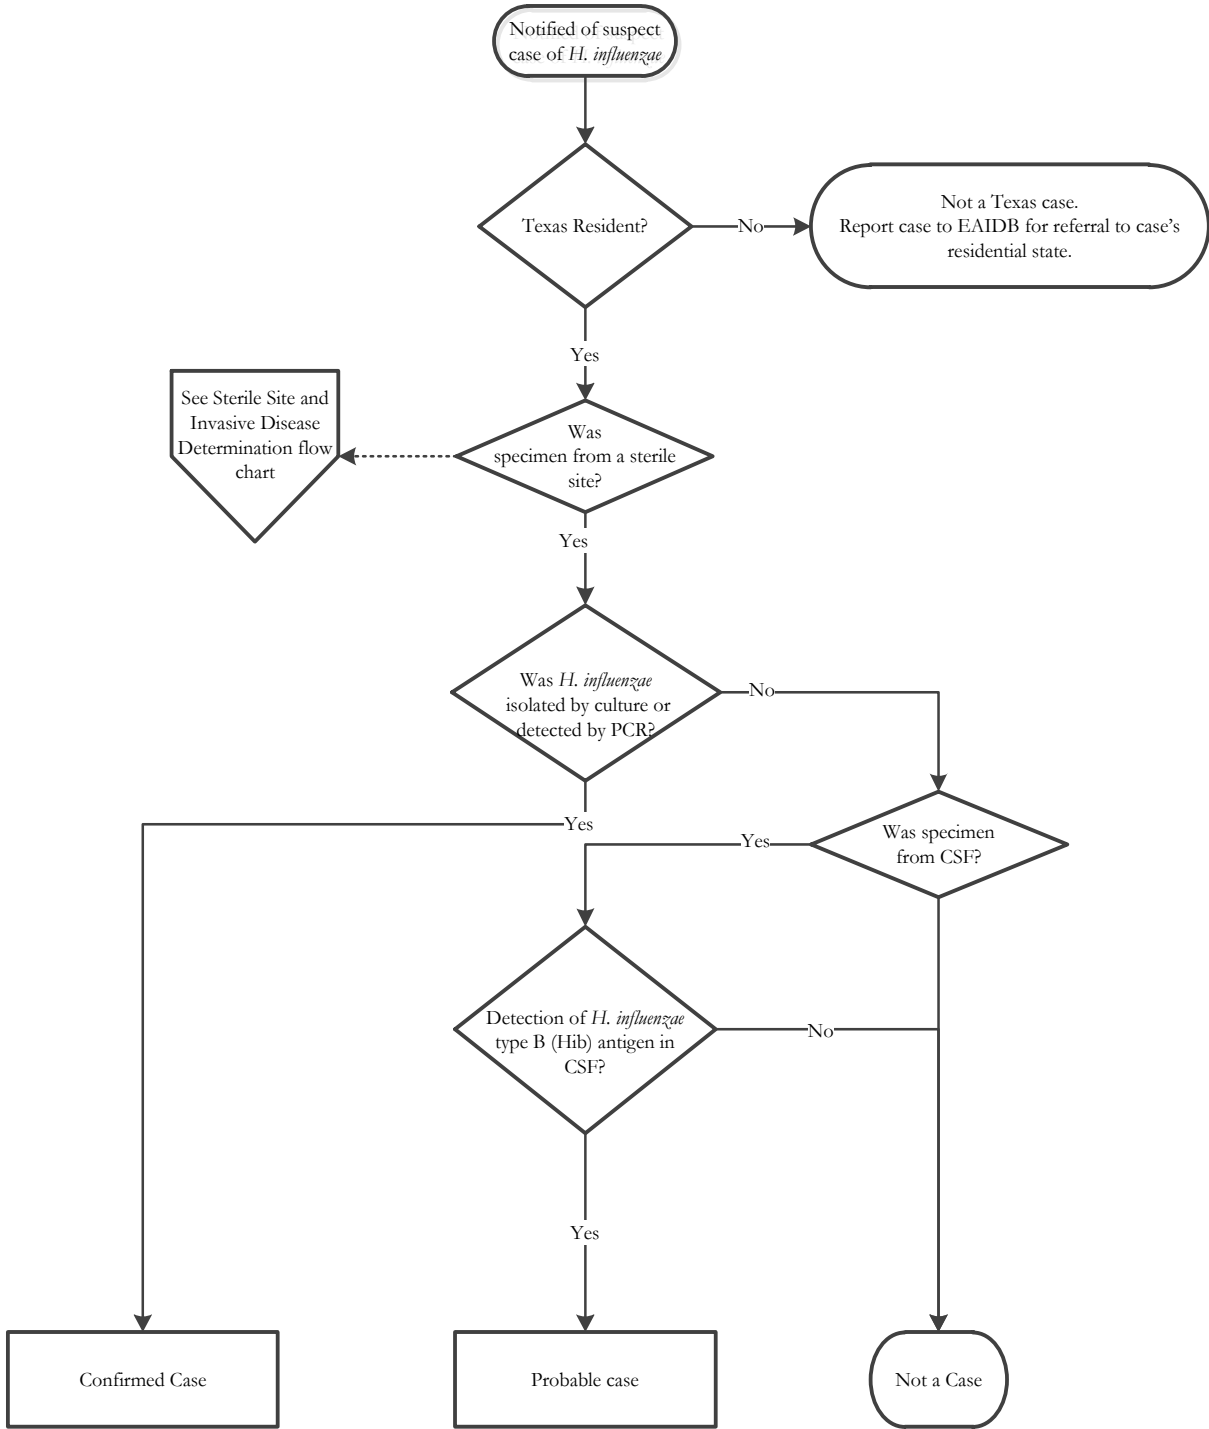 Notified of suspect
case of H. influenzae
Texas Resident?
No
Not a Texas case.
Report case to EAIDB for referral to case's
residential state.
Yes
See Sterile Site and
Invasive Disease
Determination flow
chart
Was
specimen from a sterile
site?
Yes
Was H. influenzae
isolated by culture or
detected by PCR?
No
Yes
Was specimen
from CSF?
Yes
Detection of H. influenzae
type B (Hib) antigen in
CSF?
No
Yes
Confirmed Case
Probable case
Not a Case